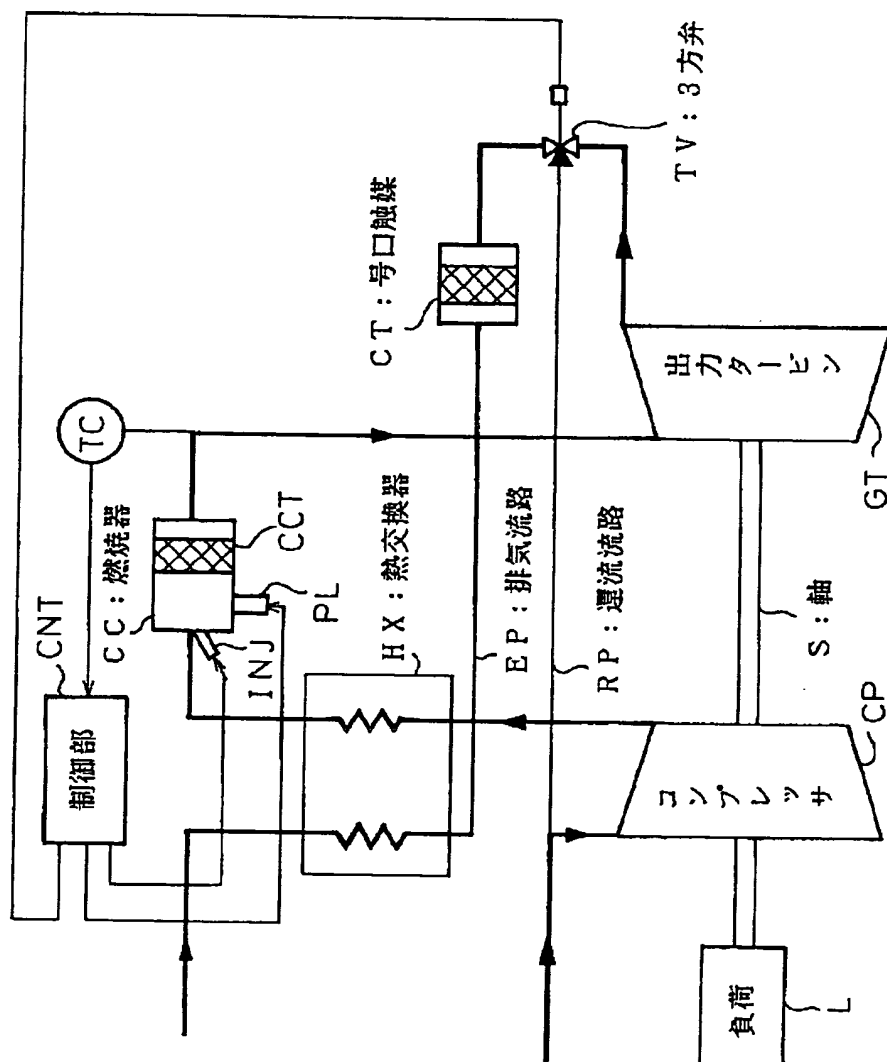 CNT
制御部
TC
CC:燃焼器
CCT
PL
INJ
HX:熱交換器
CT:号口触媒
TV:3方弁
EP:排気流路
RP:還流流路
出力タービン
GT
S:軸
コンプレッサ
CP
負荷
L